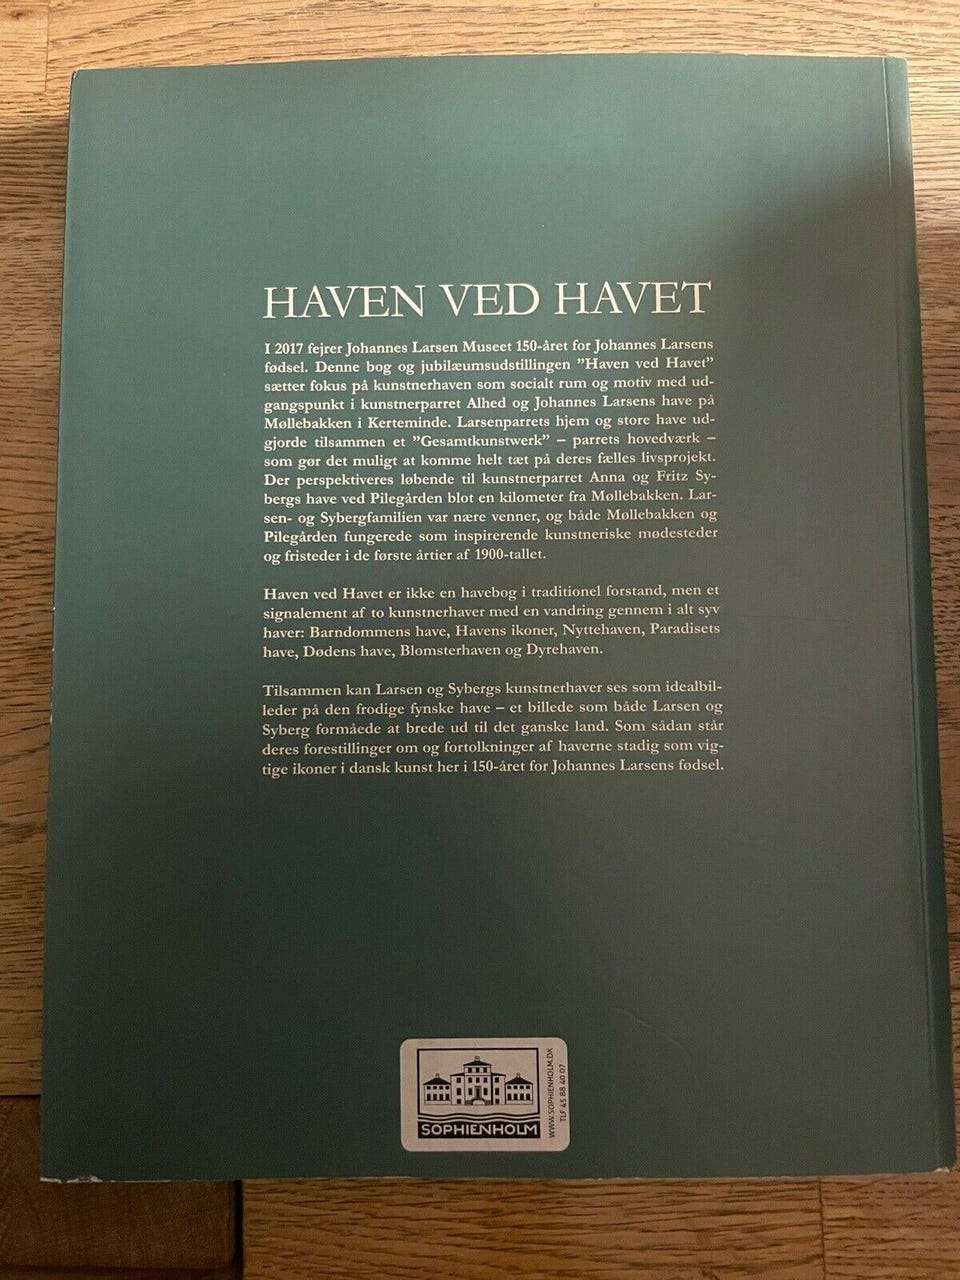 HAVEN VED HAVET
I 2017 fejrer Johannes Larsen Museet 150-året for Johannes Larsens
fødsel. Denne bog og jubilæumsudstillingen ”Haven ved Havet”
sætter fokus på kunstnerhaven som socialt rum og motiv med ud-
gangspunkt i kunstnerparret Alhed og Johannes Larsens have på
Møllebakken i Kerteminde. Larsenparrets hjem og store have ud-
gjorde tilsammen et ”Gesamtkunstwerk” – parrets hovedværk –
som gør det muligt at komme helt tæt på deres fælles livsprojekt.
Der perspektiveres løbende til kunstnerparret Anna og Fritz Sy-
bergs have ved Pilegården blot en kilometer fra Møllebakken. Lar-
sen- og Sybergfamilien var nære venner, og både Møllebakken og
Pilegården fungerede som inspirerende kunstneriske mødesteder
og fristeder i de første årtier af 1900-tallet.
Haven ved Havet er ikke en havebog i traditionel forstand, men et
signalement af to kunstnerhaver med en vandring gennem i alt syv
haver: Barndommens have, Havens ikoner, Nyttehaven, Paradisets
have, Dødens have, Blomsterhaven og Dyrehaven.
Tilsammen kan Larsen og Sybergs kunstnerhaver ses som idealbil-
leder på den frodige fynske have – et billede som både Larsen og
Syberg formåede at brede ud til det ganske land. Som sådan står
deres forestillinger om og fortolkninger af haverne stadig som vig-
tige ikoner i dansk kunst her i 150-året for Johannes Larsens fødsel.
SOPHIENHOLM
WWW.SOPHIENHOLM.DK
TLF 45 88 40 07